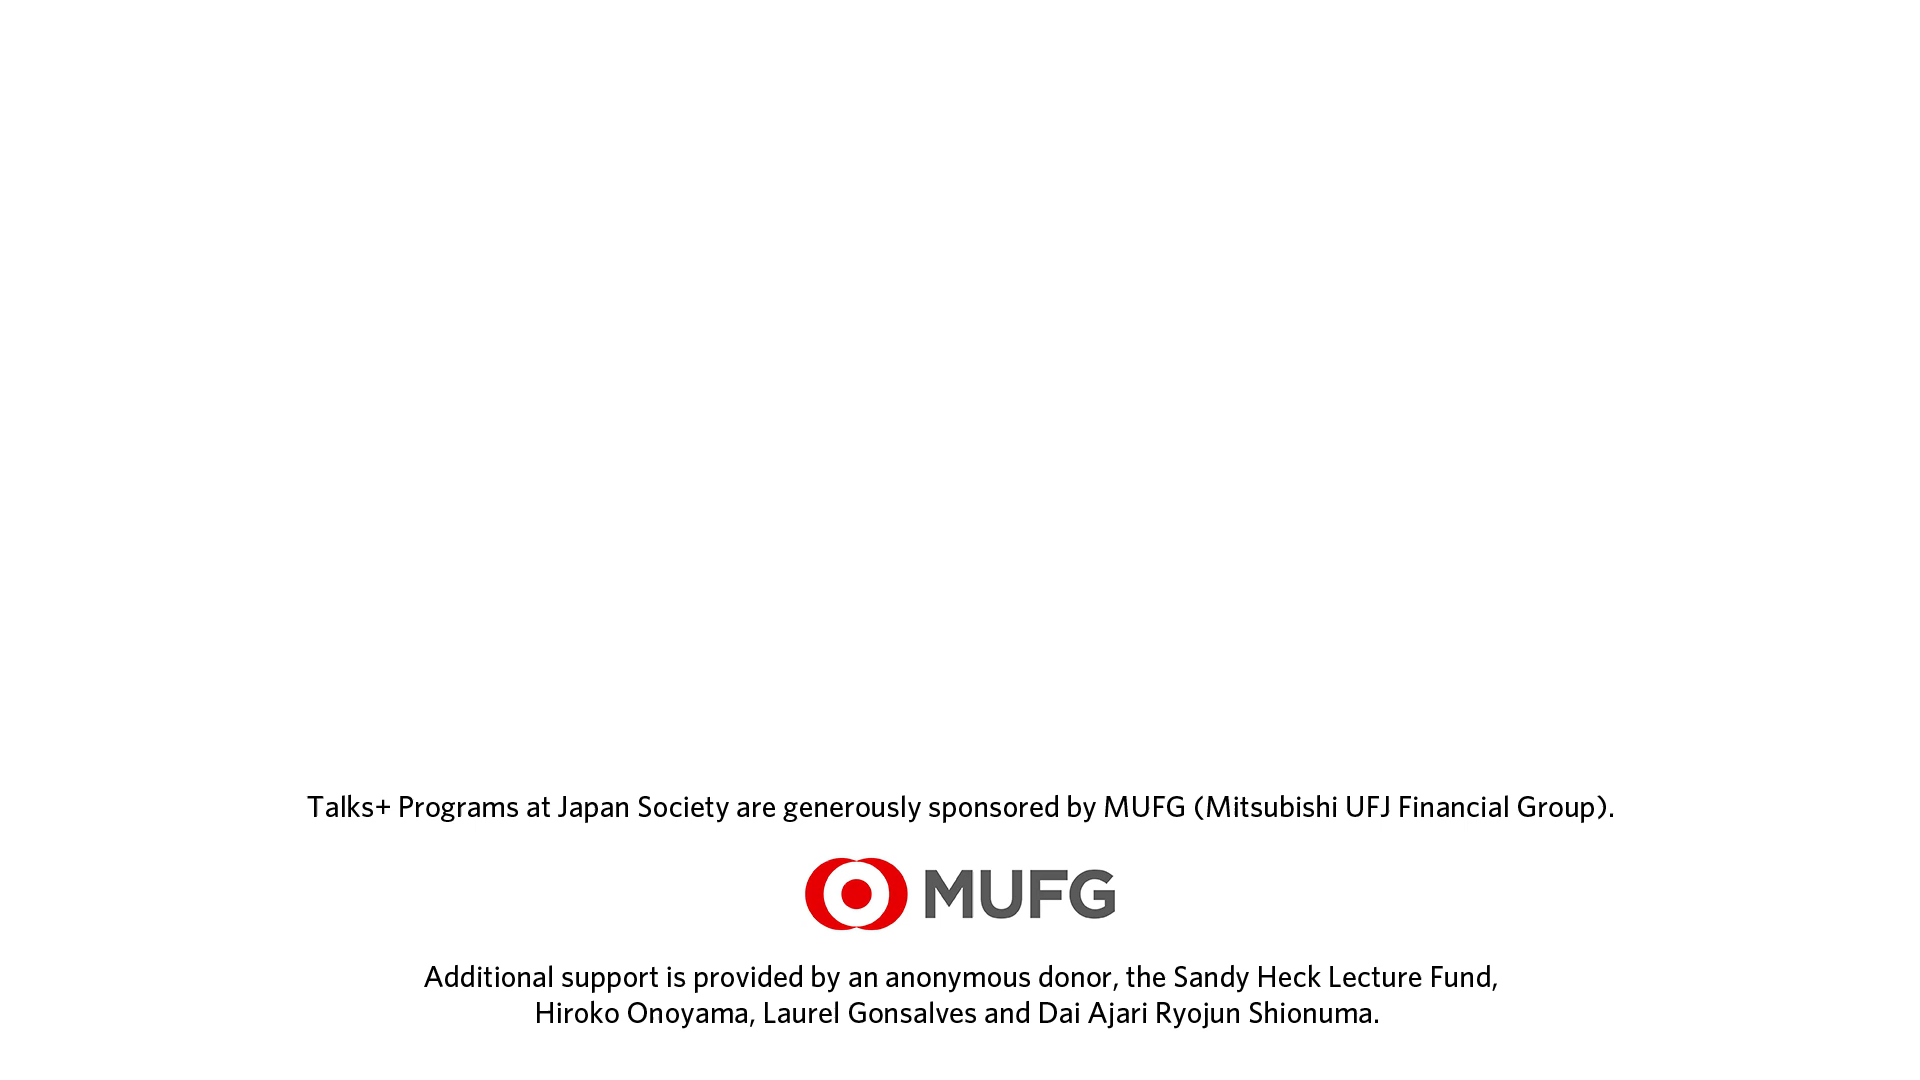 Talks+ Programs at Japan Society are generously sponsored by MUFG (Mitsubishi UFJ Financial Group).
MUFG
Additional support is provided by an anonymous donor, the Sandy Heck Lecture Fund,
Hiroko Onoyama, Laurel Gonsalves and Dai Ajari Ryojun Shionuma.